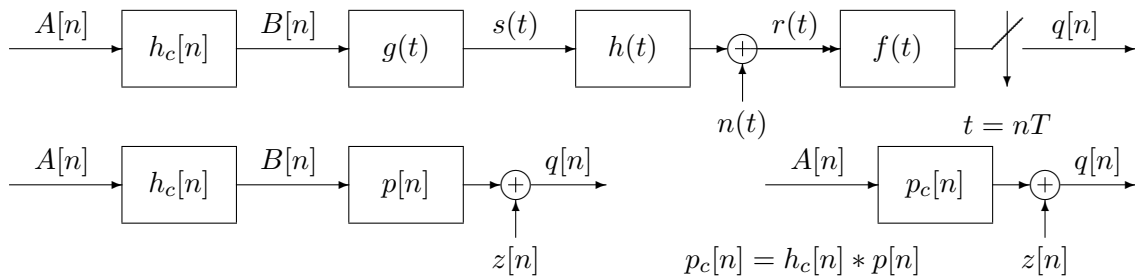 A[n] B[n] s(t) r(t) q[n]
h_c[n] g(t) h(t) + f(t)
n(t) t = nT
A[n] B[n] q[n] A[n] q[n]
h_c[n] p[n] + p_c[n] +
z[n] p_c[n] = h_c[n] ∗ p[n] z[n]